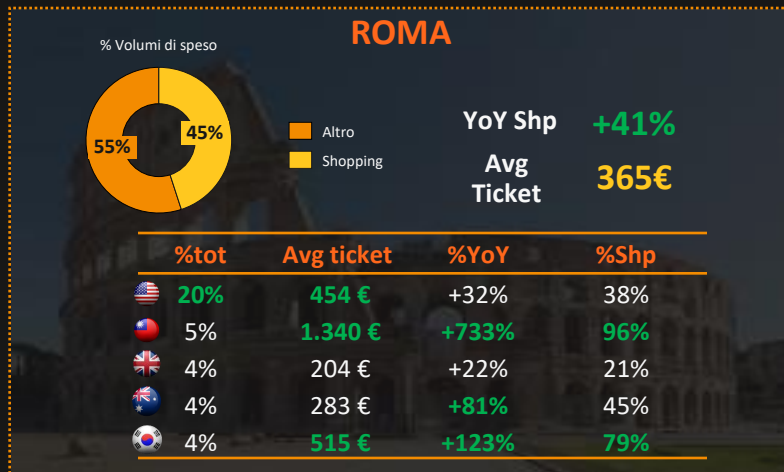 ROMA
% Volumi di speso
55%
45%
Altro
Shopping
YoY Shp +41%
Avg
Ticket
365€
%tot Avg ticket %YoY %Shp
20% 454 € +32% 38%
5% 1.340 € +733% 96%
4% 204 € +22% 21%
4% 283 € +81% 45%
4% 515 € +123% 79%